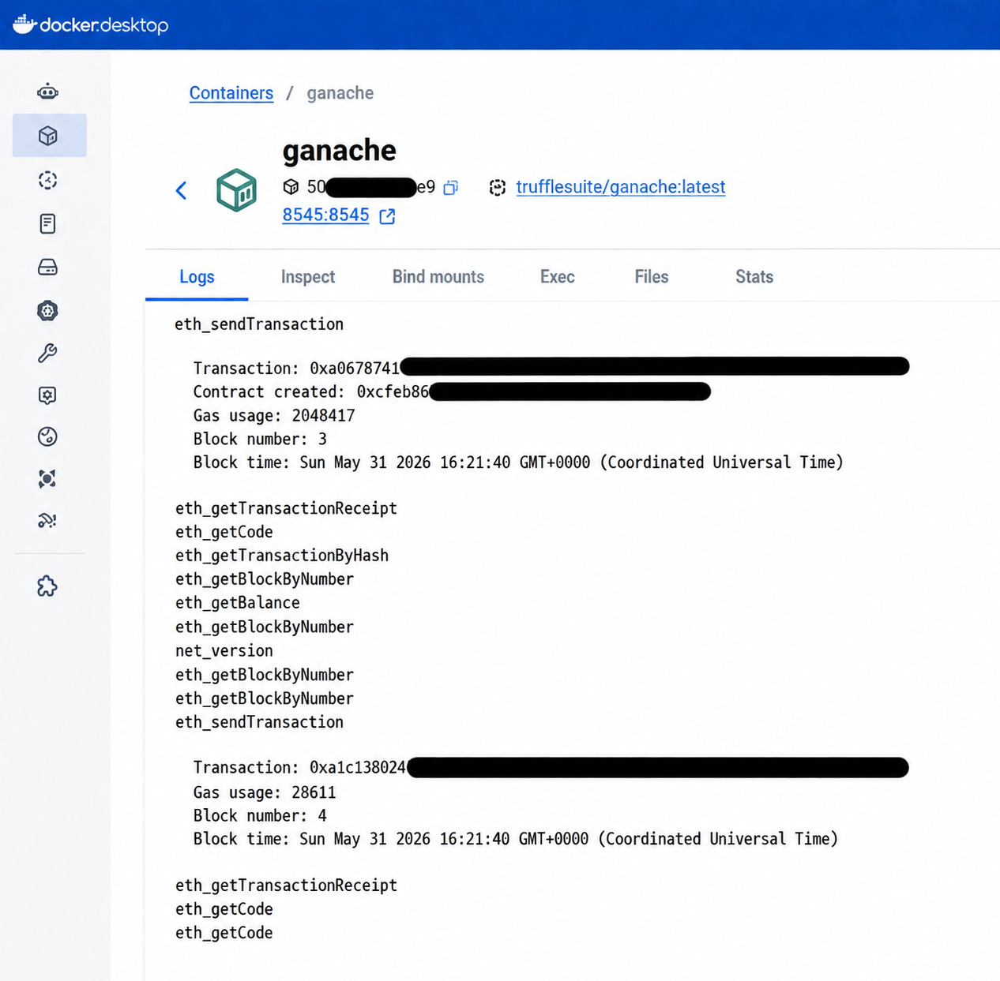 docker.desktop
Containers / ganache
ganache
50 e9 trufflesuite/ganache:latest
8545:8545
Logs Inspect Bind mounts Exec Files Stats
eth_sendTransaction
Transaction: 0xa0678741
Contract created: 0xcfeb86
Gas usage: 2048417
Block number: 3
Block time: Sun May 31 2026 16:21:40 GMT+0000 (Coordinated Universal Time)
eth_getTransactionReceipt
eth_getCode
eth_getTransactionByHash
eth_getBlockByNumber
eth_getBalance
eth_getBlockByNumber
net_version
eth_getBlockByNumber
eth_getBlockByNumber
eth_sendTransaction
Transaction: 0xa1c138024
Gas usage: 28611
Block number: 4
Block time: Sun May 31 2026 16:21:40 GMT+0000 (Coordinated Universal Time)
eth_getTransactionReceipt
eth_getCode
eth_getCode